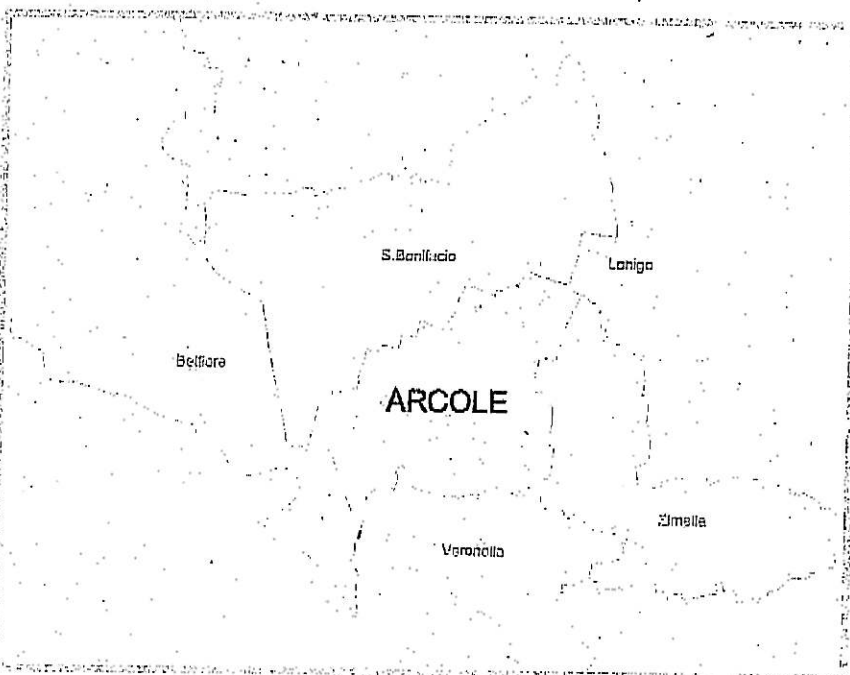 S.Bonifacio
Lonigo
Belfiore
ARCOLE
Zimella
Veronella